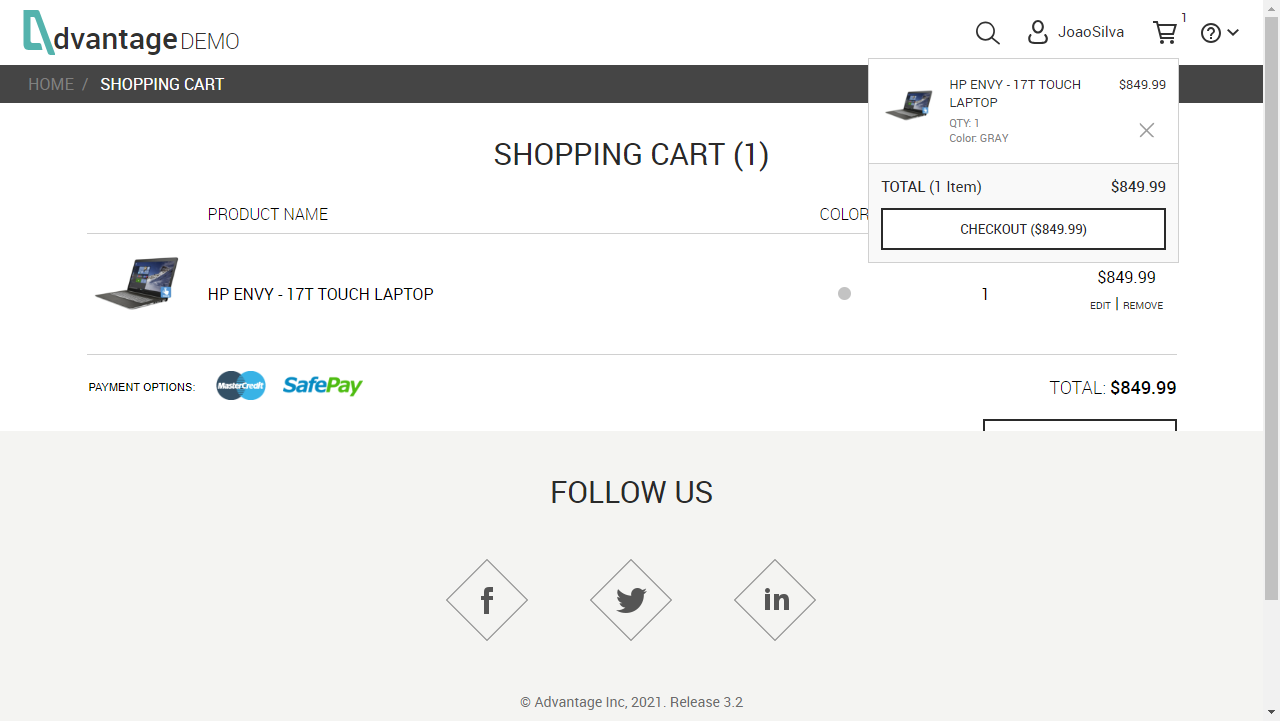 dvantage DEMO
JoaoSilva
1
HOME / SHOPPING CART
HP ENVY - 17T TOUCH LAPTOP
$849.99
QTY: 1
Color: GRAY
TOTAL (1 Item) $849.99
CHECKOUT ($849.99)
SHOPPING CART (1)
PRODUCT NAME COLOR
HP ENVY - 17T TOUCH LAPTOP 1 $849.99
EDIT | REMOVE
PAYMENT OPTIONS: MasterCredit SafePay TOTAL: $849.99
FOLLOW US
© Advantage Inc, 2021. Release 3.2